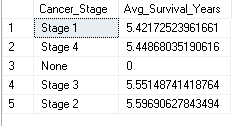 Cancer_Stage Avg_Survival_Years
1 Stage 1 5.42172523961661
2 Stage 4 5.44868035190616
3 None 0
4 Stage 3 5.55148741418764
5 Stage 2 5.59690627843494